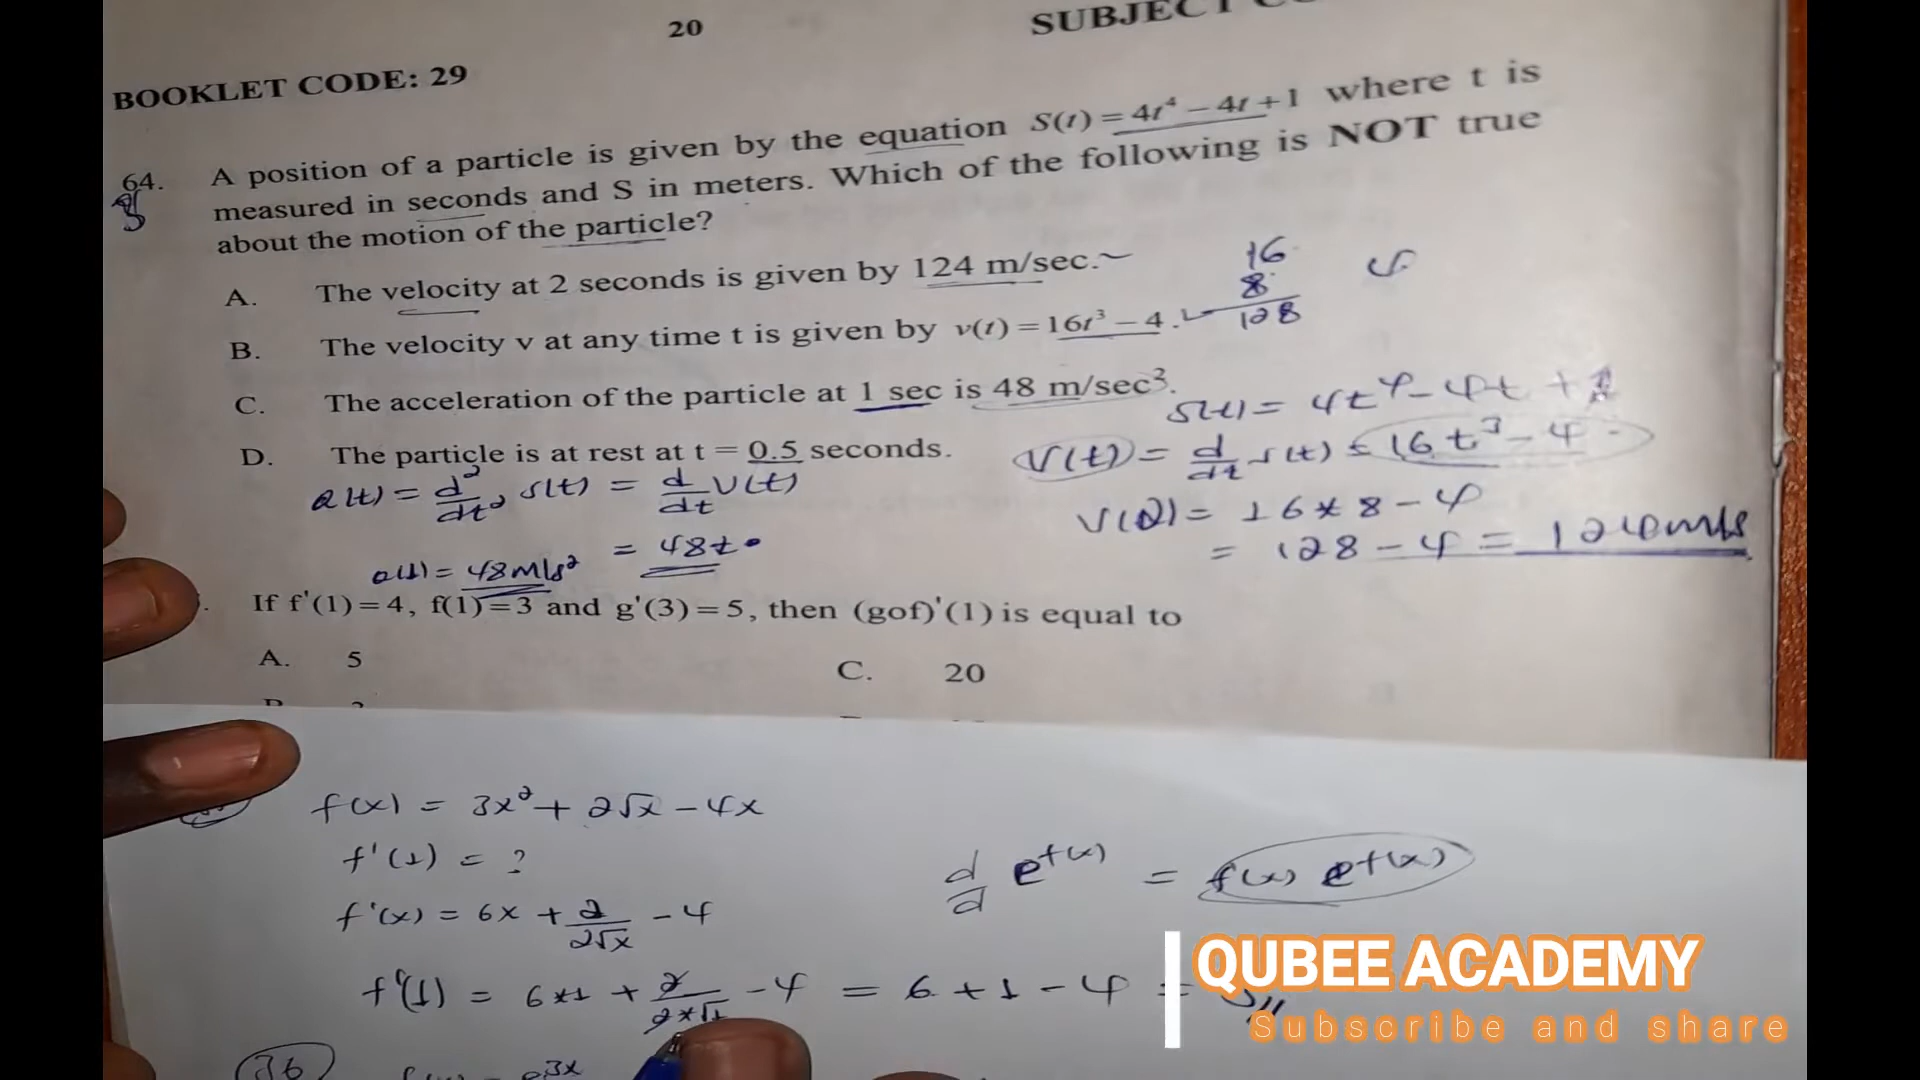 20
SUBJECT
BOOKLET CODE: 29
64. A position of a particle is given by the equation S(t) = 4t⁴ − 4t + 1 where t is
measured in seconds and S in meters. Which of the following is NOT true
about the motion of the particle?
A. The velocity at 2 seconds is given by 124 m/sec.
16
8
128
B. The velocity v at any time t is given by v(t) = 16t³ − 4.
C. The acceleration of the particle at 1 sec is 48 m/sec².
S(t) = 4t⁴ − 4t + 1
D. The particle is at rest at t = 0.5 seconds.
V(t) = d/dt s(t) = 16t³ − 4
a(t) = d²/dt² s(t) = d/dt V(t)
V(2) = 16*8 − 4
= 128 − 4 = 124m/s
= 48t²
a(1) = 48m/s²
If f'(1) = 4, f(1) = 3 and g'(3) = 5, then (gof)'(1) is equal to
A. 5
C. 20
f(x) = 3x² + 2√x − 4x
f'(1) = ?
d/d e^f(x) = f(x) e^f(x)
f'(x) = 6x + 2/2√x − 4
f'(1) = 6*1 + 2/2*√1 − 4 = 6 + 1 − 4 =
36
QUBEE ACADEMY
Subscribe and share